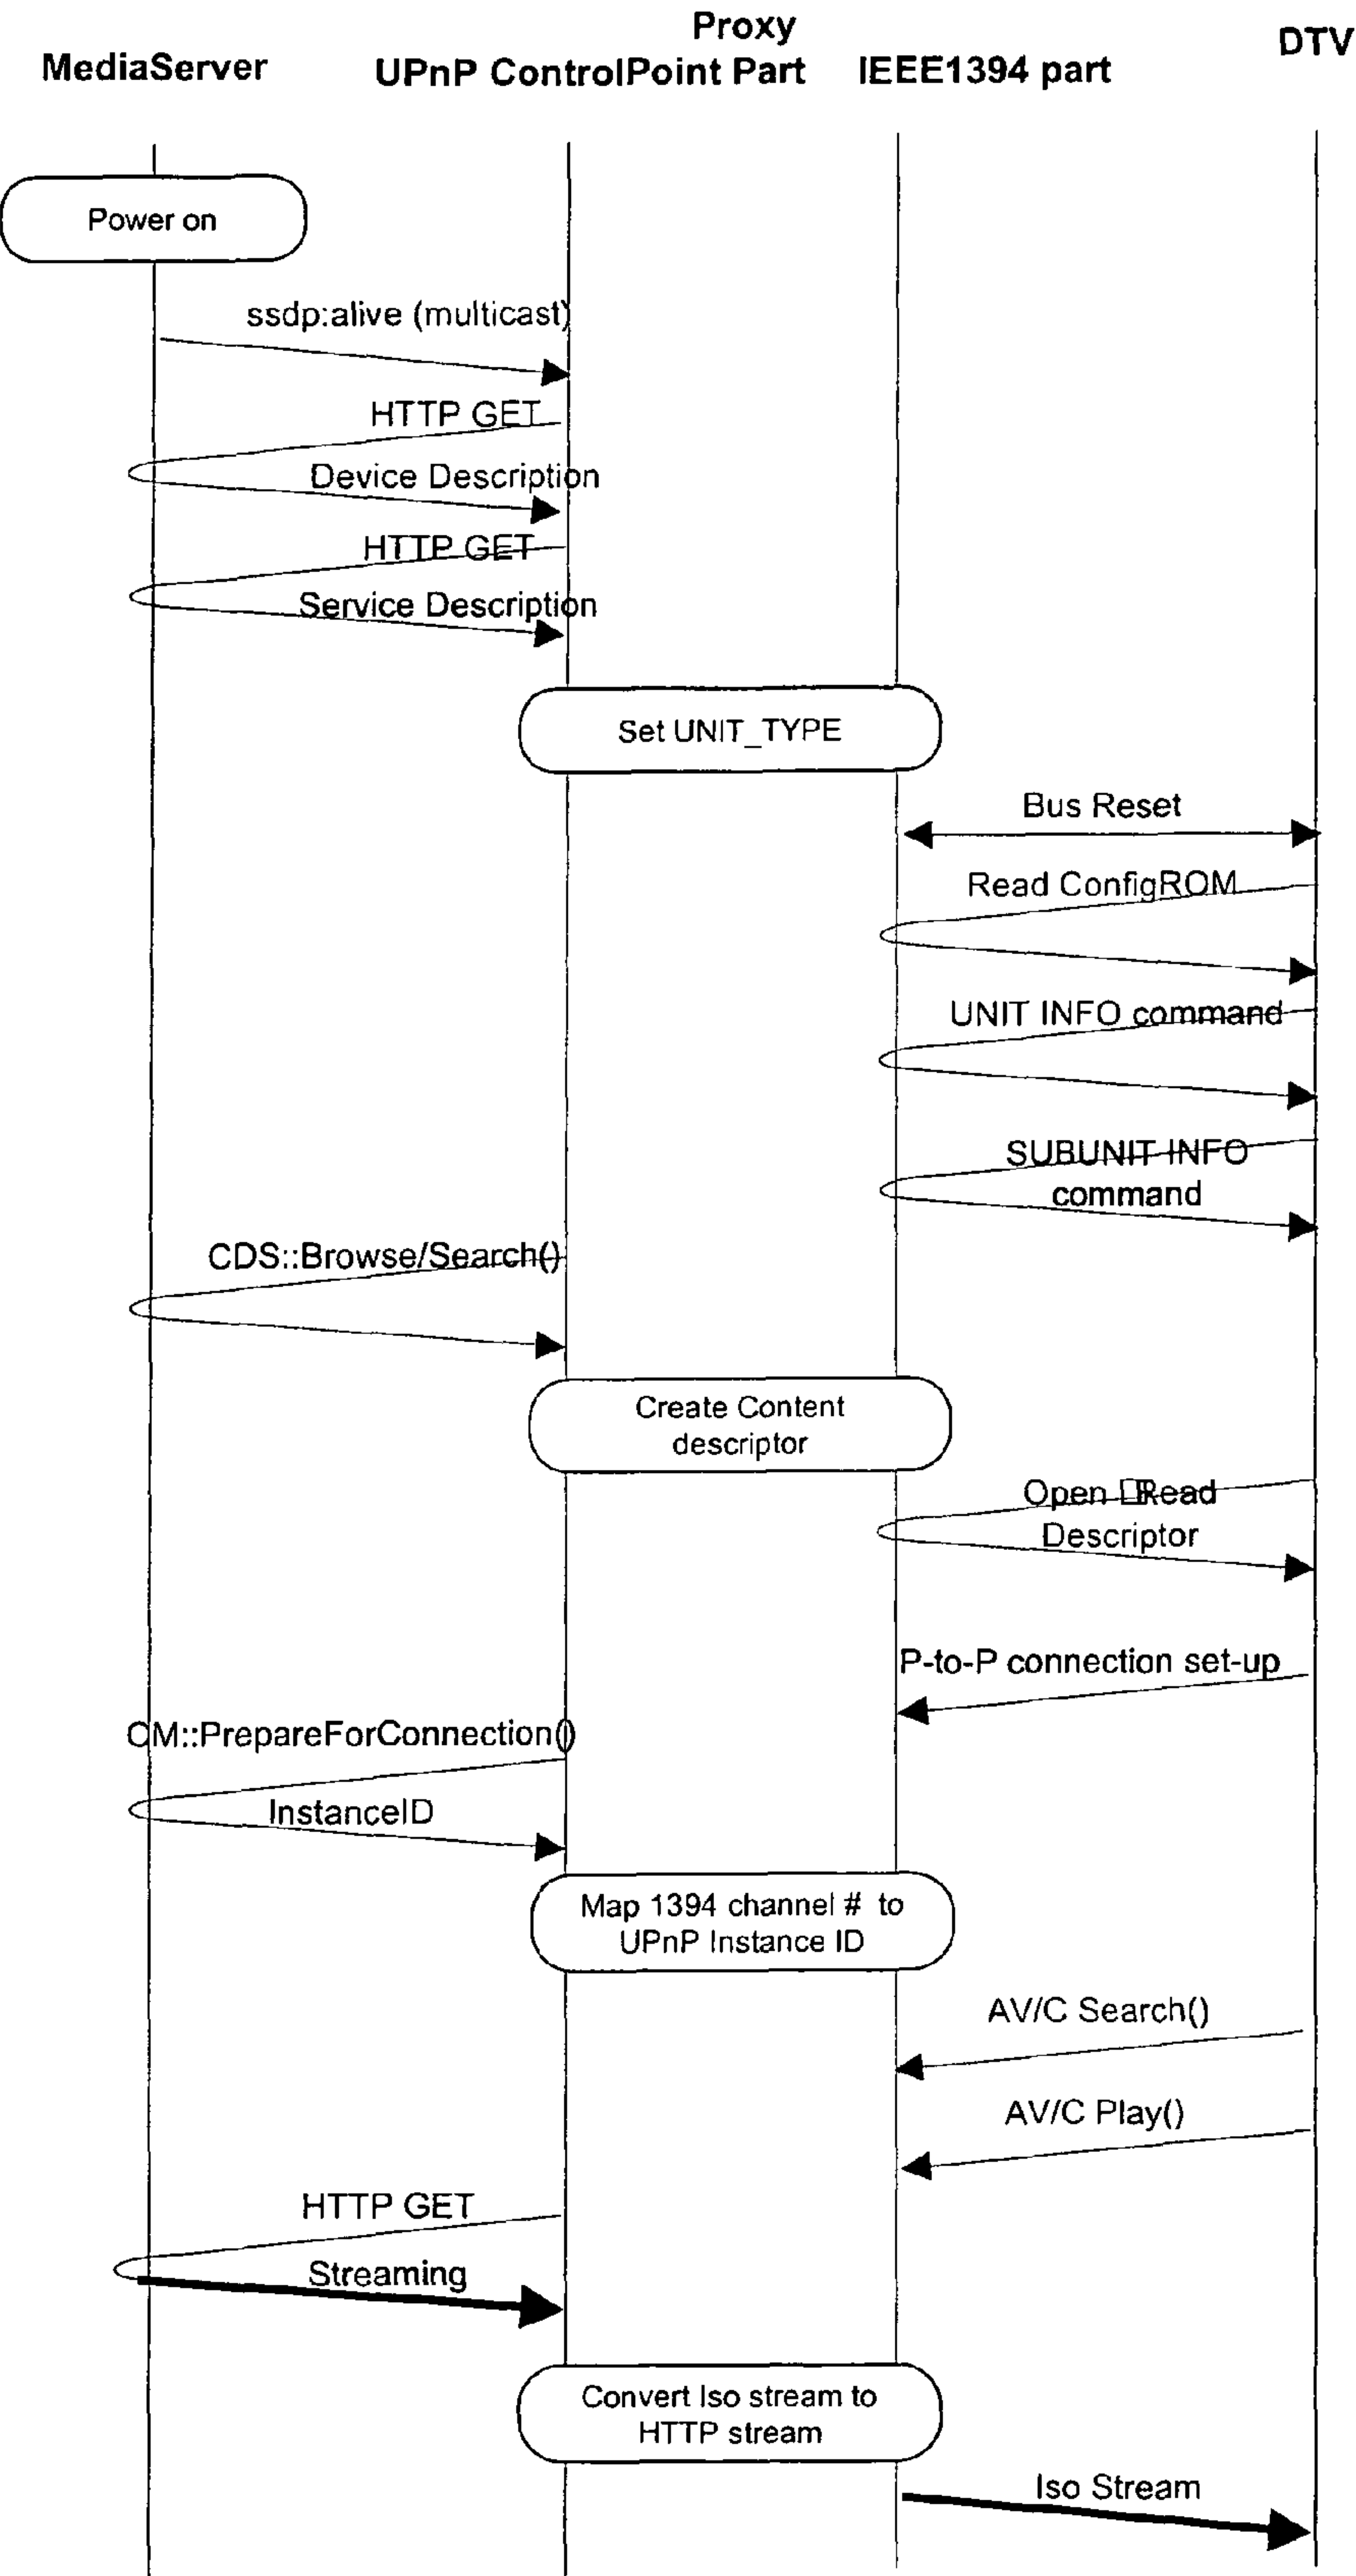 Proxy
MediaServer UPnP ControlPoint Part IEEE1394 part DTV
Power on
ssdp:alive (multicast)
HTTP GET
Device Description
HTTP GET
Service Description
Set UNIT_TYPE
Bus Reset
Read ConfigROM
UNIT INFO command
SUBUNIT INFO
command
CDS::Browse/Search()
Create Content
descriptor
Open Read
Descriptor
P-to-P connection set-up
CM::PrepareForConnection()
InstanceID
Map 1394 channel # to
UPnP Instance ID
AV/C Search()
AV/C Play()
HTTP GET
Streaming
Convert Iso stream to
HTTP stream
Iso Stream